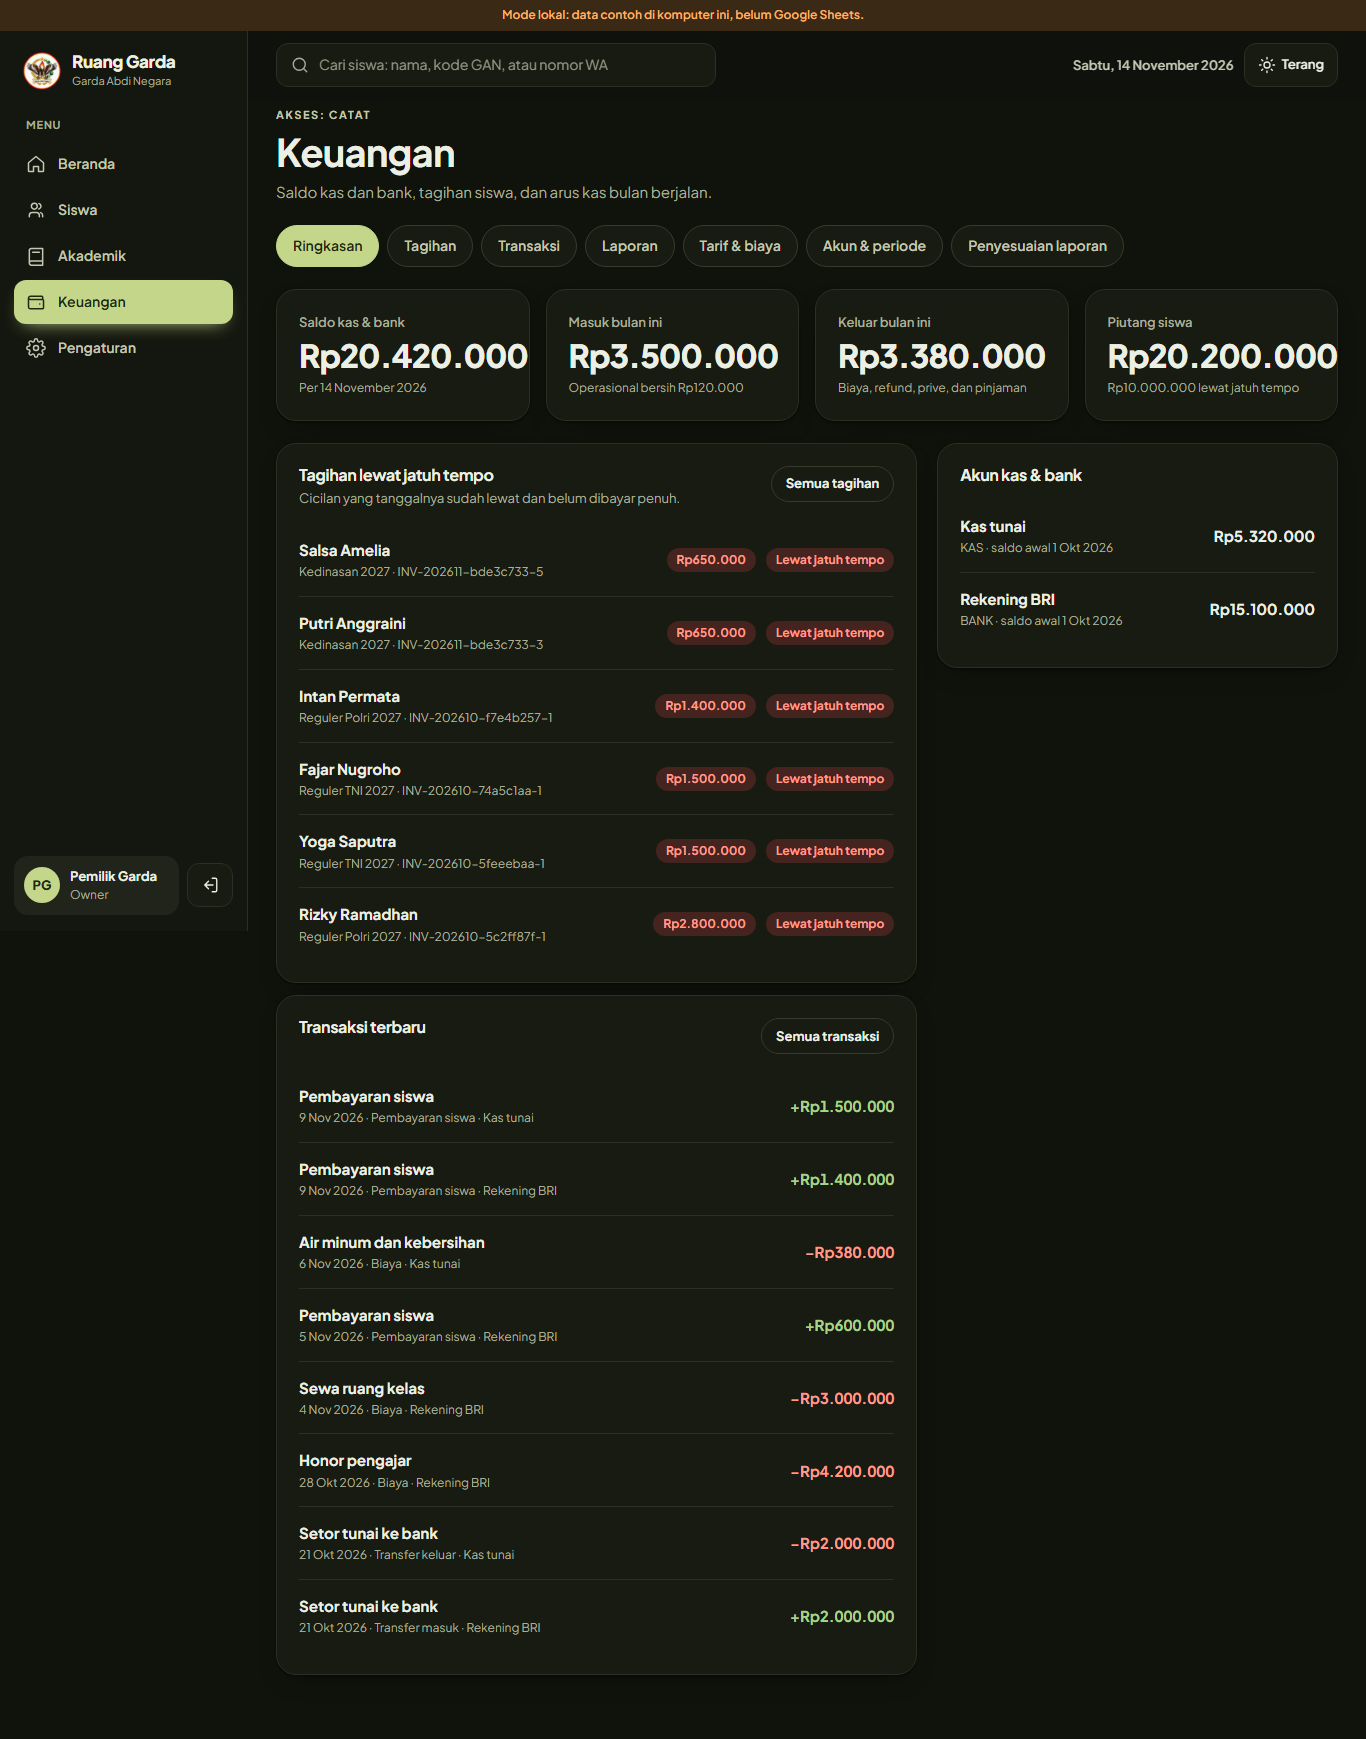 Mode lokal: data contoh di komputer ini, belum Google Sheets.
Ruang Garda
Garda Abdi Negara
MENU
Beranda
Siswa
Akademik
Keuangan
Pengaturan
PG
Pemilik Garda
Owner
Cari siswa: nama, kode GAN, atau nomor WA
Sabtu, 14 November 2026
Terang
AKSES: CATAT
Keuangan
Saldo kas dan bank, tagihan siswa, dan arus kas bulan berjalan.
Ringkasan
Tagihan
Transaksi
Laporan
Tarif & biaya
Akun & periode
Penyesuaian laporan
Saldo kas & bank
Rp20.420.000
Per 14 November 2026
Masuk bulan ini
Rp3.500.000
Operasional bersih Rp120.000
Keluar bulan ini
Rp3.380.000
Biaya, refund, prive, dan pinjaman
Piutang siswa
Rp20.200.000
Rp10.000.000 lewat jatuh tempo
Tagihan lewat jatuh tempo
Cicilan yang tanggalnya sudah lewat dan belum dibayar penuh.
Semua tagihan
Salsa Amelia
Kedinasan 2027 · INV-202611-bde3c733-5
Rp650.000
Lewat jatuh tempo
Putri Anggraini
Kedinasan 2027 · INV-202611-bde3c733-3
Rp650.000
Lewat jatuh tempo
Intan Permata
Reguler Polri 2027 · INV-202610-f7e4b257-1
Rp1.400.000
Lewat jatuh tempo
Fajar Nugroho
Reguler TNI 2027 · INV-202610-74a5c1aa-1
Rp1.500.000
Lewat jatuh tempo
Yoga Saputra
Reguler TNI 2027 · INV-202610-5feeebaa-1
Rp1.500.000
Lewat jatuh tempo
Rizky Ramadhan
Reguler Polri 2027 · INV-202610-5c2ff87f-1
Rp2.800.000
Lewat jatuh tempo
Akun kas & bank
Kas tunai
KAS · saldo awal 1 Okt 2026
Rp5.320.000
Rekening BRI
BANK · saldo awal 1 Okt 2026
Rp15.100.000
Transaksi terbaru
Semua transaksi
Pembayaran siswa
9 Nov 2026 · Pembayaran siswa · Kas tunai
+Rp1.500.000
Pembayaran siswa
9 Nov 2026 · Pembayaran siswa · Rekening BRI
+Rp1.400.000
Air minum dan kebersihan
6 Nov 2026 · Biaya · Kas tunai
−Rp380.000
Pembayaran siswa
5 Nov 2026 · Pembayaran siswa · Rekening BRI
+Rp600.000
Sewa ruang kelas
4 Nov 2026 · Biaya · Rekening BRI
−Rp3.000.000
Honor pengajar
28 Okt 2026 · Biaya · Rekening BRI
−Rp4.200.000
Setor tunai ke bank
21 Okt 2026 · Transfer keluar · Kas tunai
−Rp2.000.000
Setor tunai ke bank
21 Okt 2026 · Transfer masuk · Rekening BRI
+Rp2.000.000